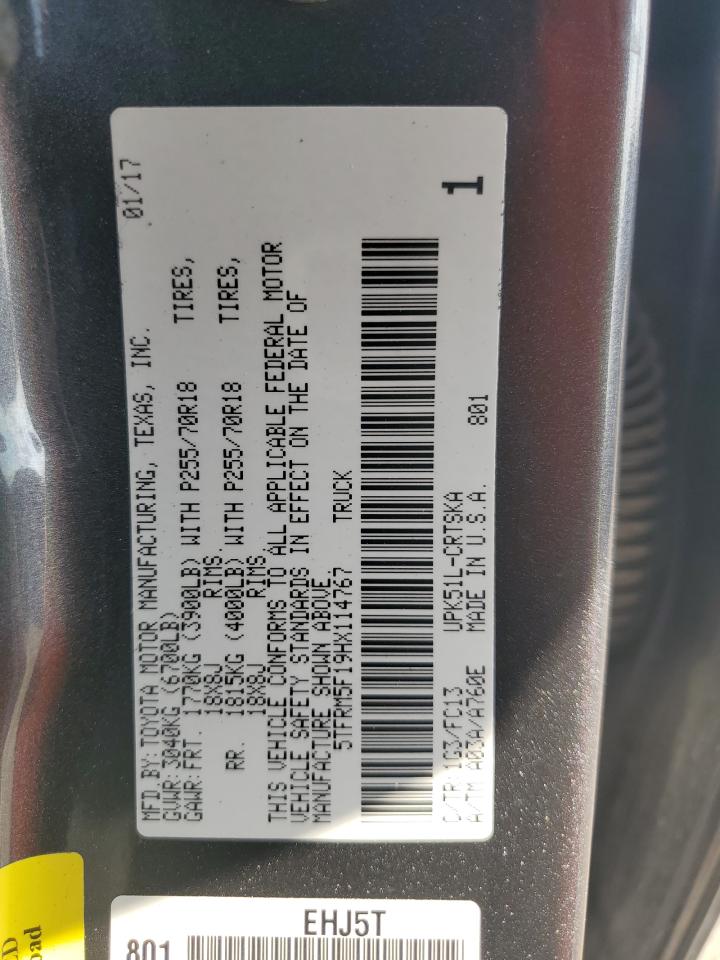 MFD.BY:TOYOTA MOTOR MANUFACTURING, TEXAS, INC. 01/17
GVWR:3040KG (6700LB)
GAWR:FRT. 1770KG (3900LB) WITH P255/70R18 TIRES,
18X8J RIMS.
RR. 1815KG (4000LB) WITH P255/70R18 TIRES,
18X8J RIMS.
THIS VEHICLE CONFORMS TO ALL APPLICABLE FEDERAL MOTOR
VEHICLE SAFETY STANDARDS IN EFFECT ON THE DATE OF
MANUFACTURE SHOWN ABOVE.
5TFRM5F19HX114767 TRUCK
C/TR:1G3/FC13 UPK51L-CRTSKA 801 1
A/TM A03A/A760E MADE IN U.S.A.
EHJ5T
801